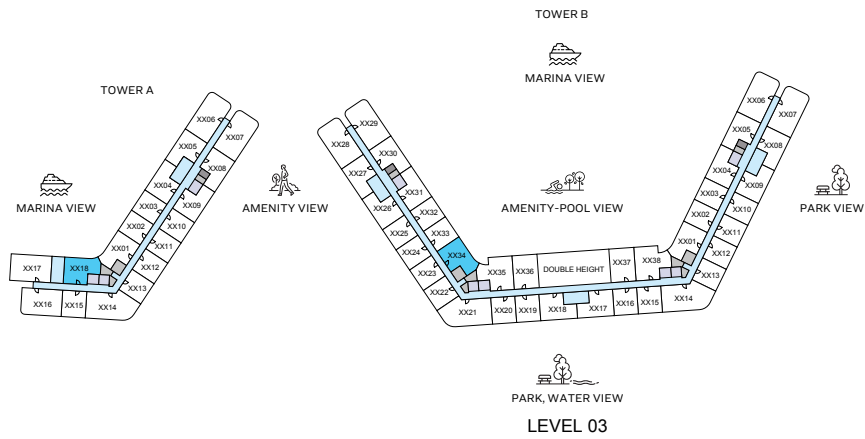 TOWER B
MARINA VIEW
TOWER A
MARINA VIEW
AMENITY VIEW
AMENITY-POOL VIEW
PARK VIEW
XX06
XX07
XX05
XX08
XX04
XX09
XX03
XX10
XX02
XX11
XX01
XX12
XX17
XX18
XX13
XX16
XX15
XX14
XX29
XX28
XX30
XX27
XX31
XX26
XX32
XX25
XX33
XX24
XX34
XX23
XX35
XX36
DOUBLE HEIGHT
XX37
XX38
XX22
XX21
XX20
XX19
XX18
XX17
XX16
XX15
XX14
XX06
XX07
XX05
XX08
XX04
XX09
XX03
XX10
XX02
XX11
XX01
XX12
XX13
PARK, WATER VIEW
LEVEL 03